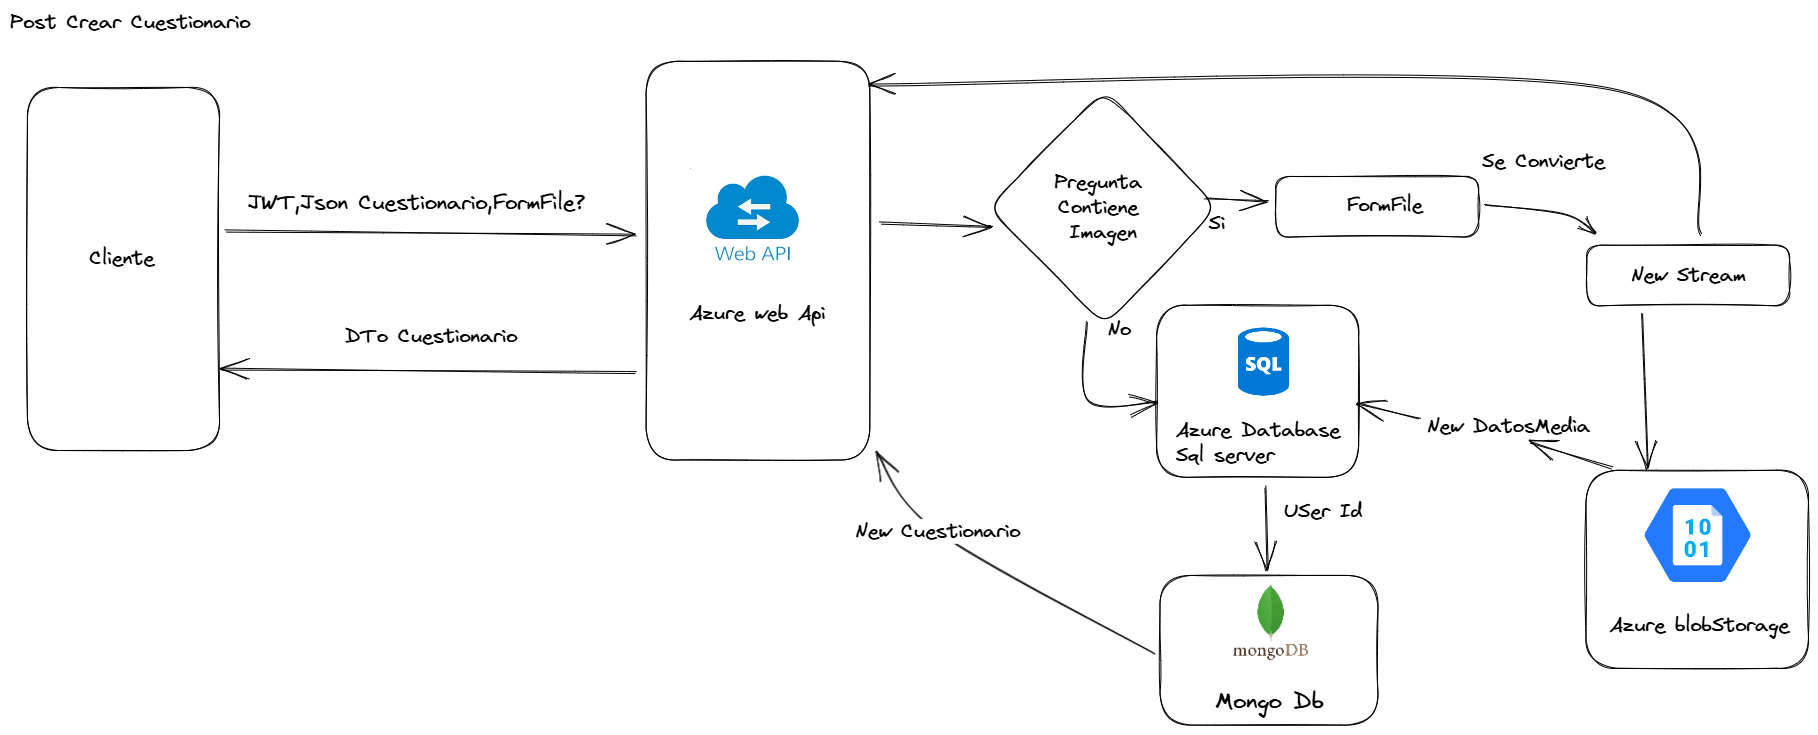 Post Crear Cuestionario
Cliente
JWT,Json Cuestionario,FormFile?
DTo Cuestionario
Web API
Azure web Api
Pregunta
Contiene
Imagen
Si
No
FormFile
Se Convierte
New Stream
SQL
Azure Database
Sql server
New DatosMedia
10
01
Azure blobStorage
USer Id
mongoDB
Mongo Db
New Cuestionario